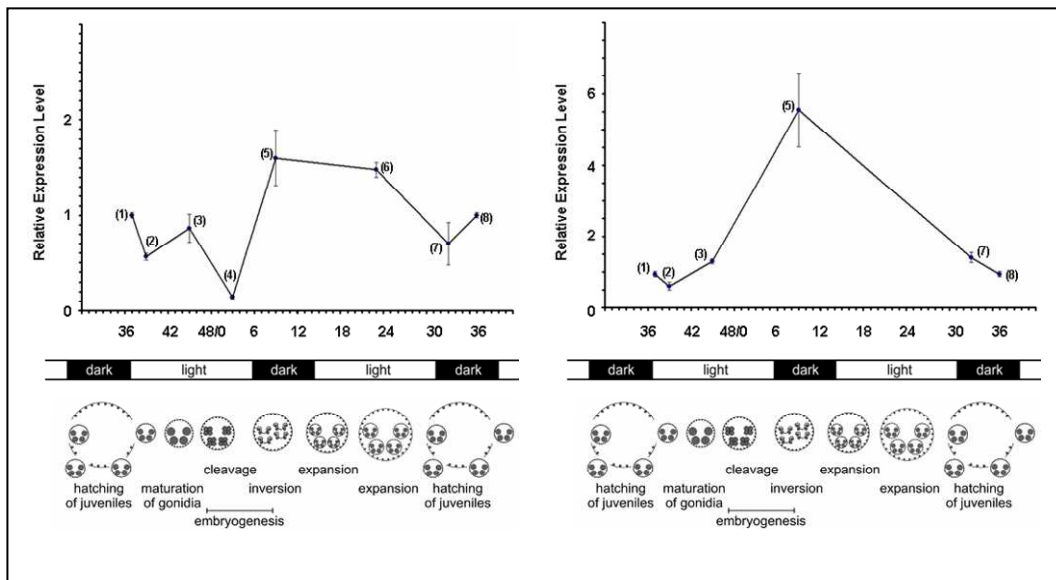 Relative Expression Level
2
1
0
(1)
(2)
(3)
(4)
(5)
(6)
(7)
(8)
36 42 48/0 6 12 18 24 30 36
dark light dark light dark
cleavage expansion
hatching of juveniles
maturation of gonidia
inversion
expansion
hatching of juveniles
embryogenesis
Relative Expression Level
6
4
2
0
(1)
(2)
(3)
(5)
(7)
(8)
36 42 48/0 6 12 18 24 30 36
dark light dark light dark
cleavage expansion
hatching of juveniles
maturation of gonidia
inversion
expansion
hatching of juveniles
embryogenesis